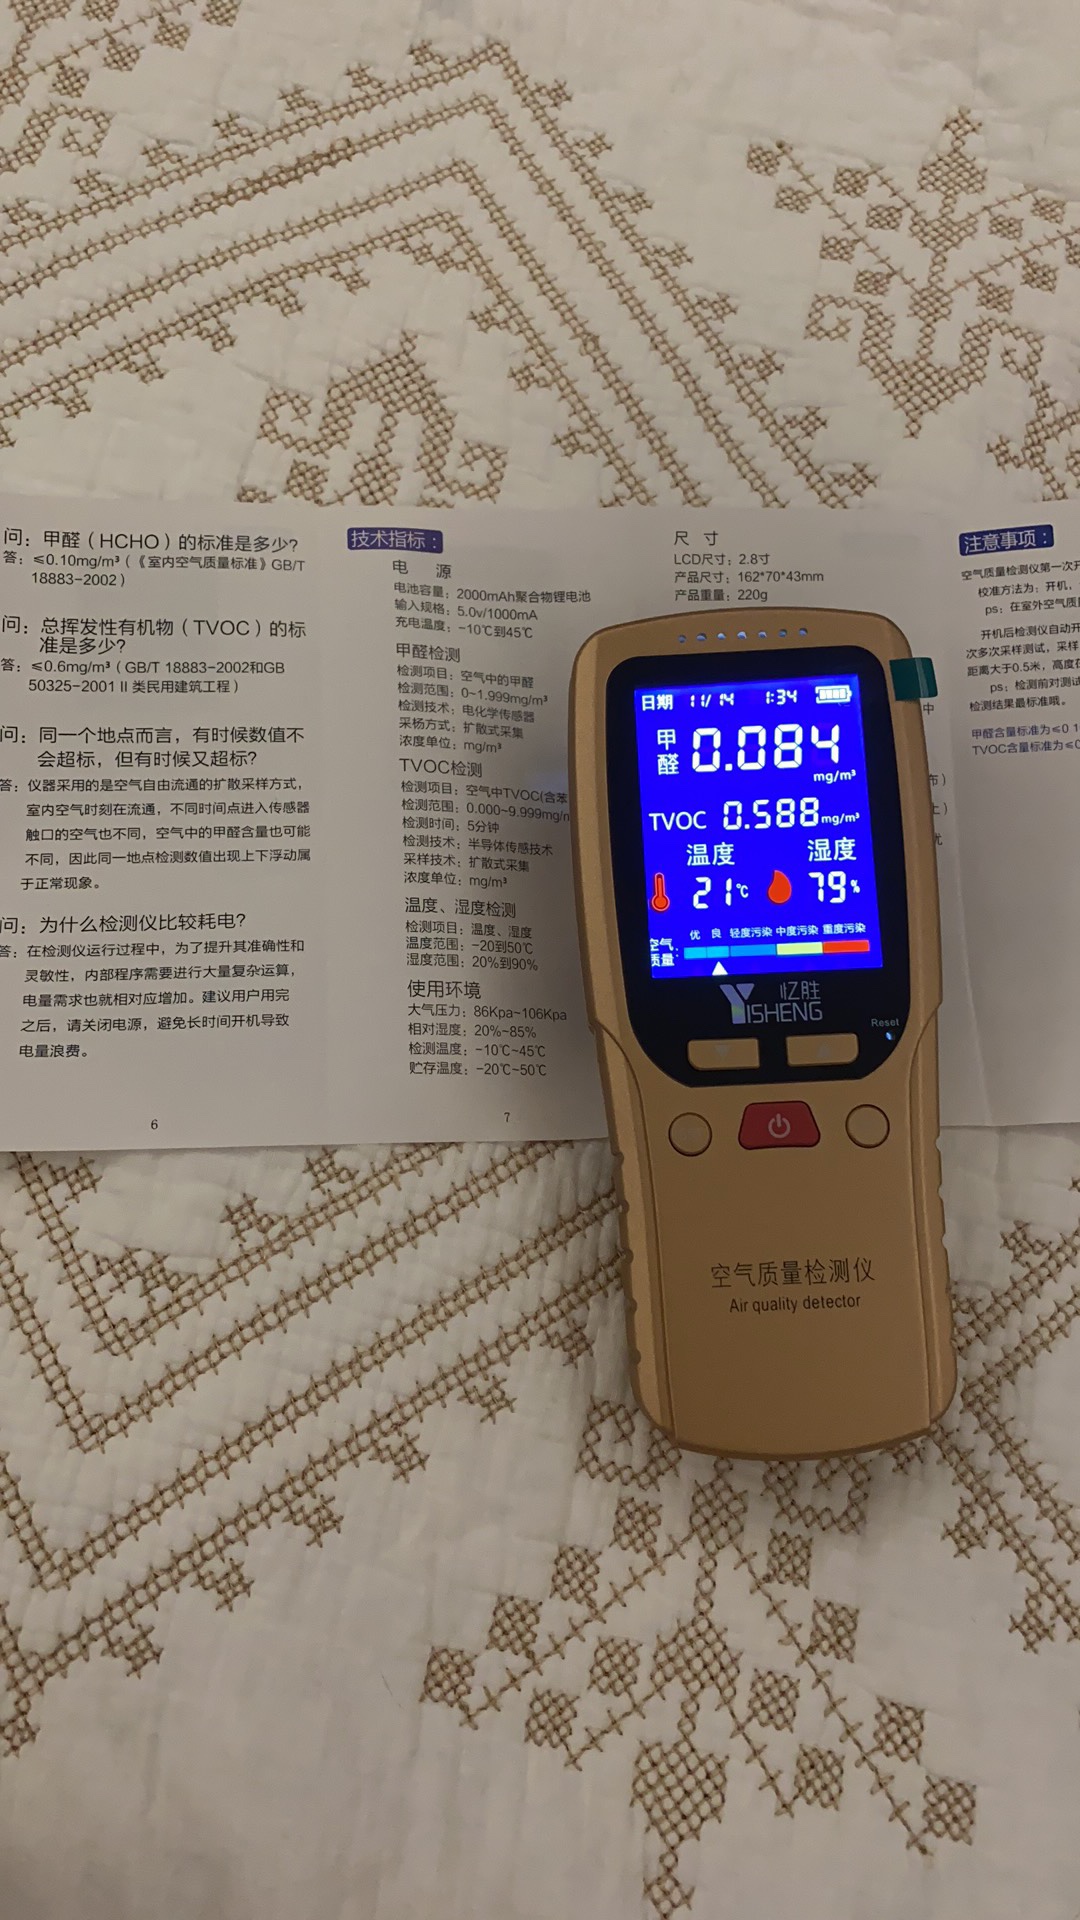 问：甲醛（HCHO）的标准是多少?
答：≤0.10mg/m³（《室内空气质量标准》GB/T
18883-2002）
问：总挥发性有机物（TVOC）的标
准是多少?
答：≤0.6mg/m³（GB/T 18883-2002和GB
50325-2001 II 类民用建筑工程）
问：同一个地点而言，有时候数值不
会超标，但有时候又超标?
答：仪器采用的是空气自由流通的扩散采样方式，
室内空气时刻在流通，不同时间点进入传感器
触口的空气也不同，空气中的甲醛含量也可能
不同，因此同一地点检测数值出现上下浮动属
于正常现象。
问：为什么检测仪比较耗电?
答：在检测仪运行过程中，为了提升其准确性和
灵敏性，内部程序需要进行大量复杂运算，
电量需求也就相对应增加。建议用户用完
之后，请关闭电源，避免长时间开机导致
电量浪费。
6
技术指标：
电 源
电池容量：2000mAh聚合物锂电池
输入规格：5.0v/1000mA
充电温度：-10℃到45℃
甲醛检测
检测项目：空气中的甲醛
检测范围：0~1.999mg/m³
检测技术：电化学传感器
采杨方式：扩散式采集
浓度单位：mg/m³
TVOC检测
检测项目：空气中TVOC(含苯
检测范围：0.000~9.999mg/m
检测时间：5分钟
检测技术：半导体传感技术
采样技术：扩散式采集
浓度单位：mg/m³
温度、湿度检测
检测项目：温度、湿度
温度范围：-20到50℃
湿度范围：20%到90%
使用环境
大气压力：86Kpa~106Kpa
相对湿度：20%~85%
检测温度：-10℃~45℃
贮存温度：-20℃~50℃
7
尺 寸
LCD尺寸：2.8寸
产品尺寸：162*70*43mm
产品重量：220g
日期 11/14 1:34
甲醛 0.084
mg/m³
TVOC 0.588 mg/m³
温度 湿度
21℃ 79%
优 良 轻度污染 中度污染 重度污染
空气质量:
YISHENG 忆胜
Reset
空气质量检测仪
Air quality detector
中
注意事项：
空气质量检测仪第一次开
校准方法为：开机，
ps：在室外空气质
开机后检测仪自动开
次多次采样测试，采样
距离大于0.5米，高度在
ps；检测前对测试
检测结果最标准哦。
甲醛含量标准为≤0.1
TVOC含量标准为≤0